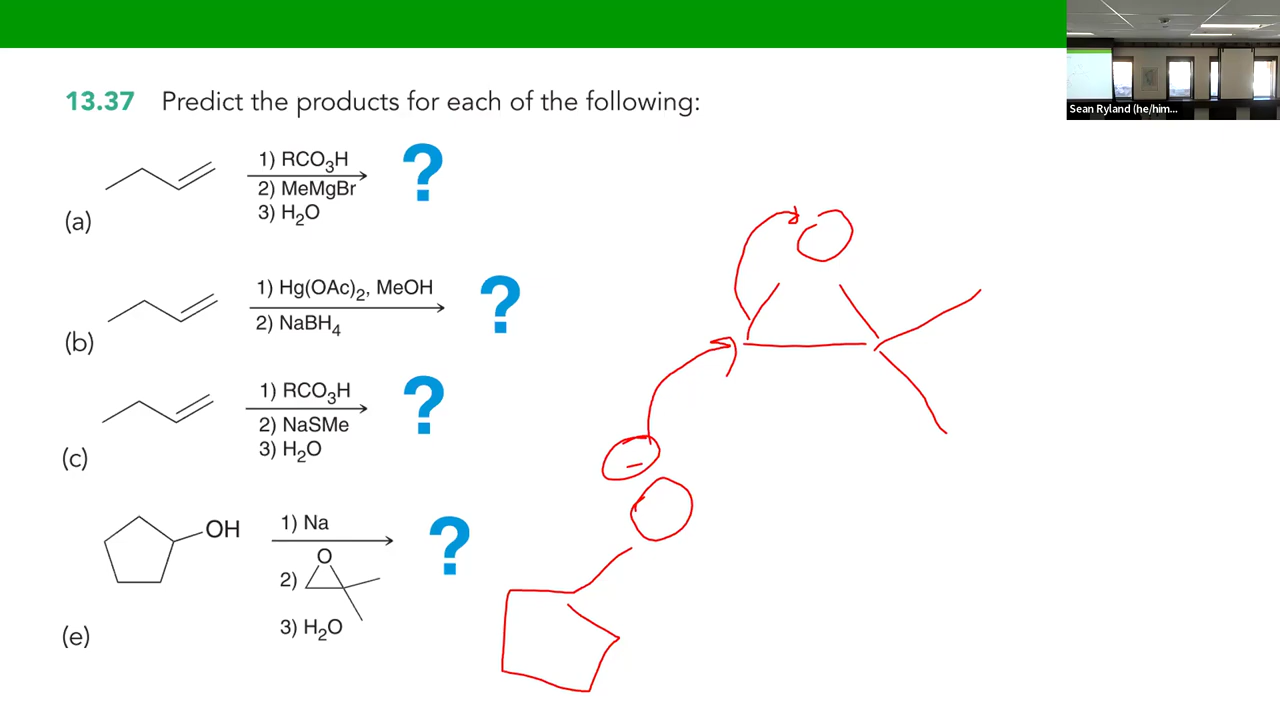 Sean Ryland (he/him...
13.37 Predict the products for each of the following:
(a)
1) RCO3H
2) MeMgBr
3) H2O
?
(b)
1) Hg(OAc)2, MeOH
2) NaBH4
?
(c)
1) RCO3H
2) NaSMe
3) H2O
?
(e)
OH
1) Na
2)
O
3) H2O
?
O
−
O